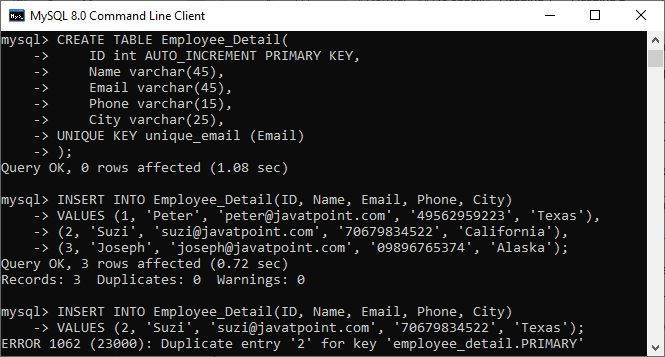 MySQL 8.0 Command Line Client
mysql> CREATE TABLE Employee_Detail(
    ->     ID int AUTO_INCREMENT PRIMARY KEY,
    ->     Name varchar(45),
    ->     Email varchar(45),
    ->     Phone varchar(15),
    ->     City varchar(25),
    -> UNIQUE KEY unique_email (Email)
    -> );
Query OK, 0 rows affected (1.08 sec)
mysql> INSERT INTO Employee_Detail(ID, Name, Email, Phone, City)
    -> VALUES (1, 'Peter', 'peter@javatpoint.com', '49562959223', 'Texas'),
    -> (2, 'Suzi', 'suzi@javatpoint.com', '70679834522', 'California'),
    -> (3, 'Joseph', 'joseph@javatpoint.com', '09896765374', 'Alaska');
Query OK, 3 rows affected (0.72 sec)
Records: 3  Duplicates: 0  Warnings: 0
mysql> INSERT INTO Employee_Detail(ID, Name, Email, Phone, City)
    -> VALUES (2, 'Suzi', 'suzi@javatpoint.com', '70679834522', 'Texas');
ERROR 1062 (23000): Duplicate entry '2' for key 'employee_detail.PRIMARY'